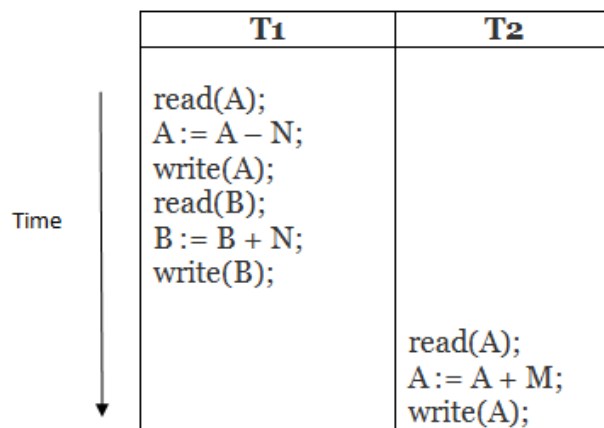 T1 T2
read(A);
A := A – N;
write(A);
read(B);
Time
B := B + N;
write(B);
read(A);
A := A + M;
write(A);